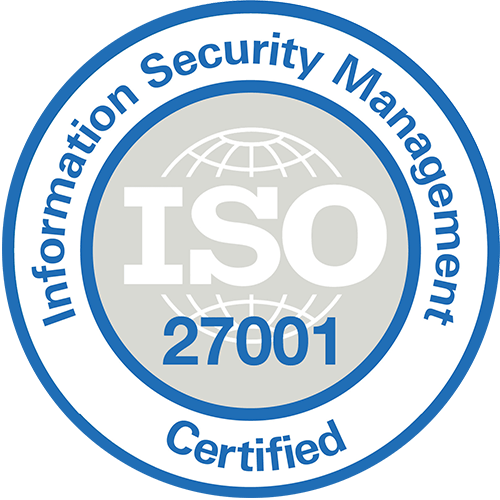 Information Security Management
ISO
27001
Certified